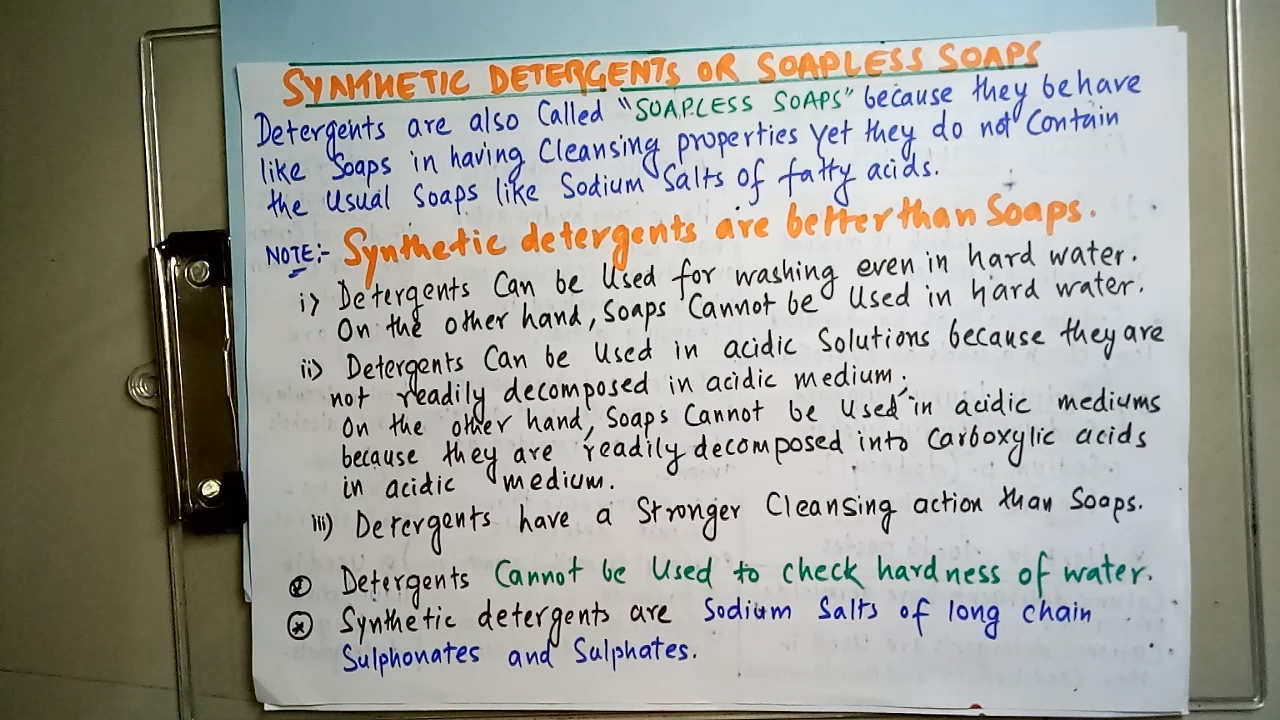 SYNTHETIC DETERGENTS OR SOAPLESS SOAPS
Detergents are also Called "SOAPLESS SOAPS" because they behave
like Soaps in having Cleansing properties yet they do not Contain
the Usual Soaps like Sodium Salts of fatty acids.
NOTE:- Synthetic detergents are better than Soaps.
i) Detergents Can be Used for washing even in hard water.
On the other hand, Soaps Cannot be Used in hard water.
ii) Detergents Can be Used in acidic Solutions because they are
not readily decomposed in acidic medium.
On the other hand, Soaps Cannot be Used in acidic mediums
because they are readily decomposed into Carboxylic acids
in acidic medium.
iii) Detergents have a Stronger Cleansing action than Soaps.
Detergents Cannot be Used to check hardness of water.
Synthetic detergents are Sodium Salts of long chain
Sulphonates and Sulphates.